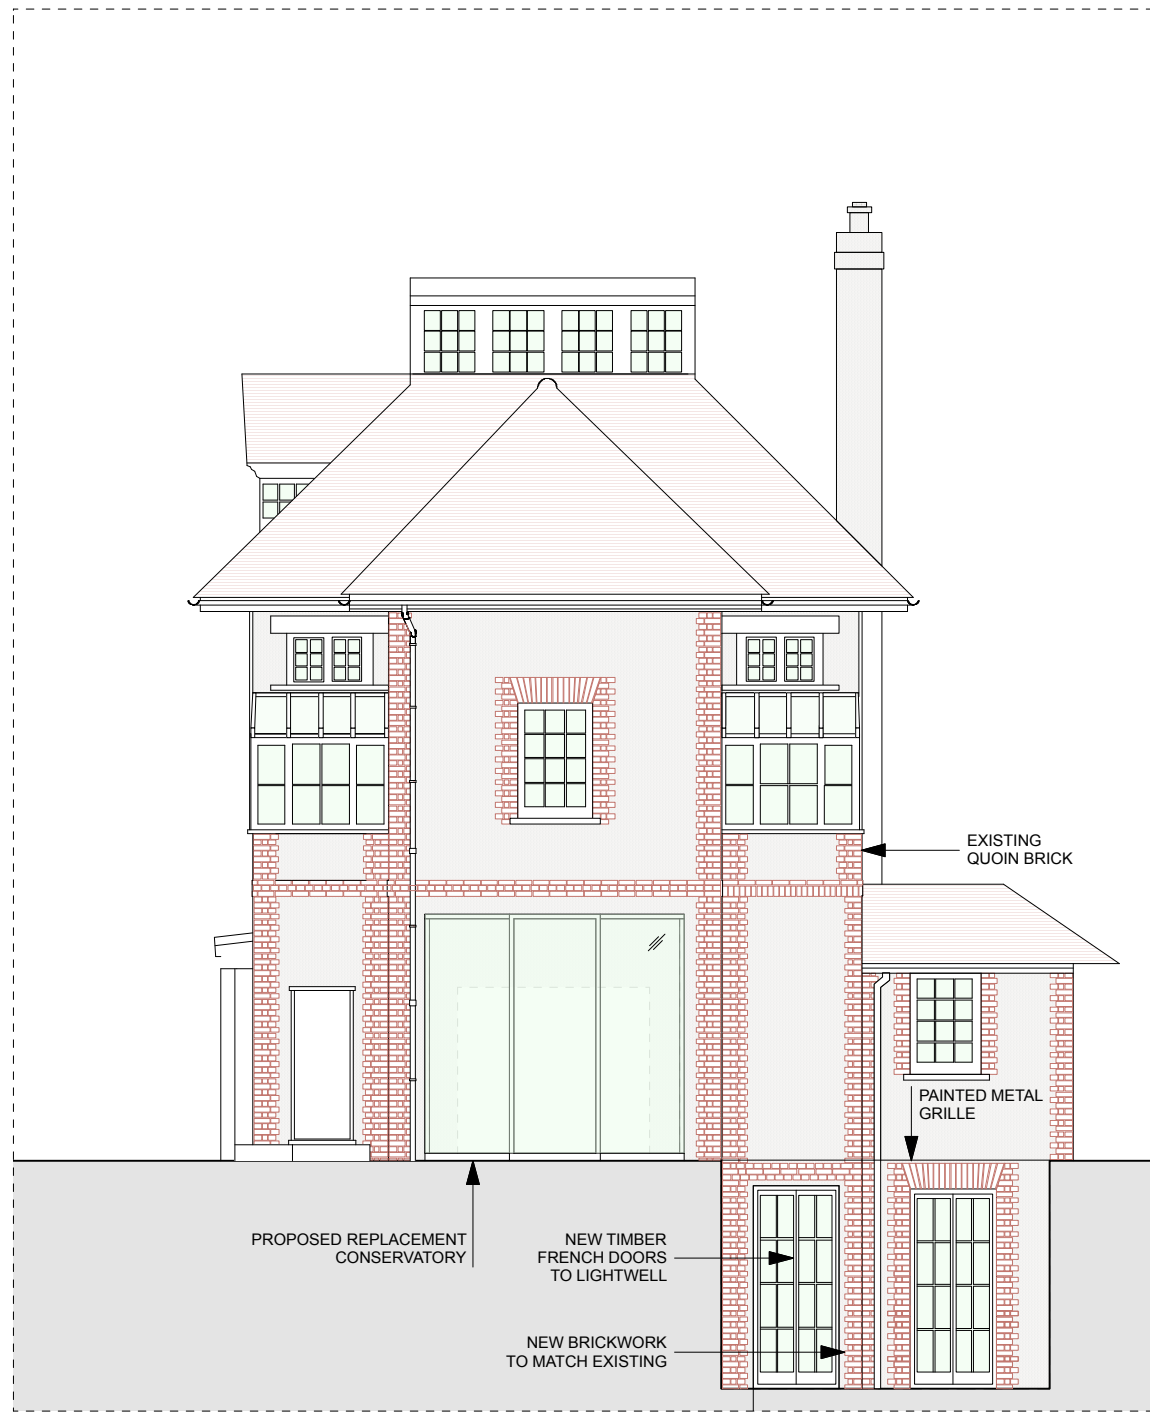 EXISTING
QUOIN BRICK
PAINTED METAL
GRILLE
PROPOSED REPLACEMENT
CONSERVATORY
NEW TIMBER
FRENCH DOORS
TO LIGHTWELL
NEW BRICKWORK
TO MATCH EXISTING